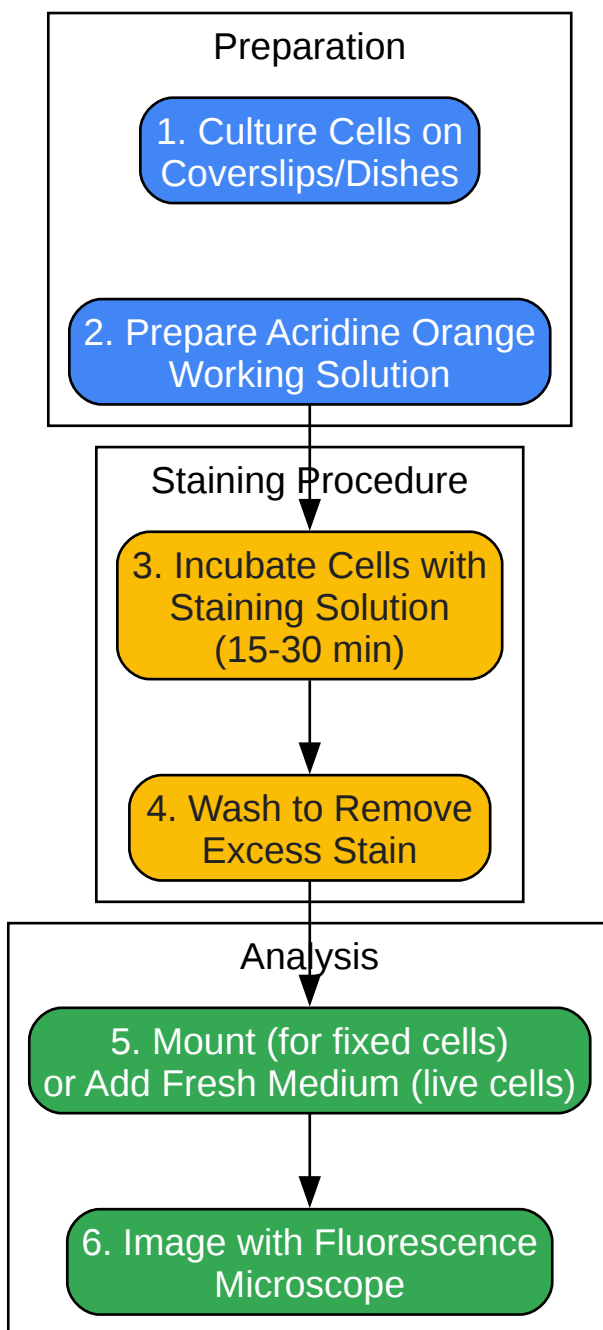 Preparation
1. Culture Cells on
Coverslips/Dishes
2. Prepare Acridine Orange
Working Solution
Staining Procedure
3. Incubate Cells with
Staining Solution
(15-30 min)
4. Wash to Remove
Excess Stain
Analysis
5. Mount (for fixed cells)
or Add Fresh Medium (live cells)
6. Image with Fluorescence
Microscope